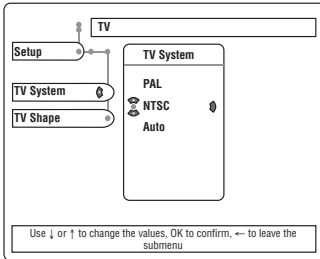 TV
Setup
TV System
TV Shape
TV System
PAL
NTSC
Auto
Use ↓ or ↑ to change the values, OK to confirm, ← to leave the
submenu